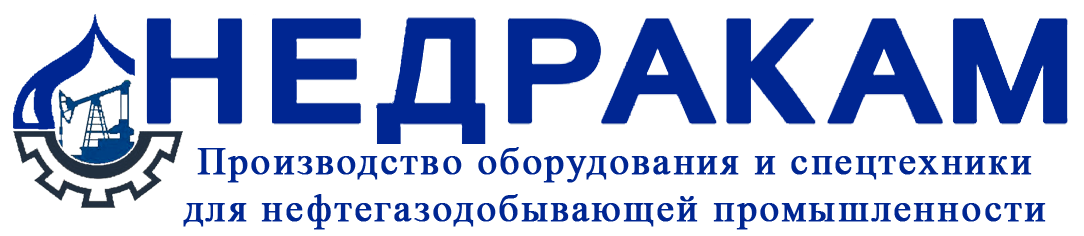 НЕДРАКАМ
Производство оборудования и спецтехники
для нефтегазодобывающей промышленности